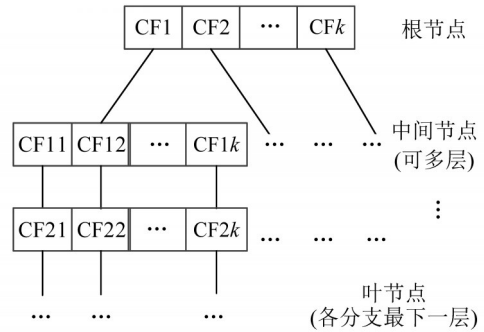 CF1 CF2 ... CFk 根节点
CF11 CF12 ... CF1k ... ... ... 中间节点
(可多层)
CF21 CF22 ... CF2k ... ... ... ⋮
... ... ... 叶节点
(各分支最下一层)